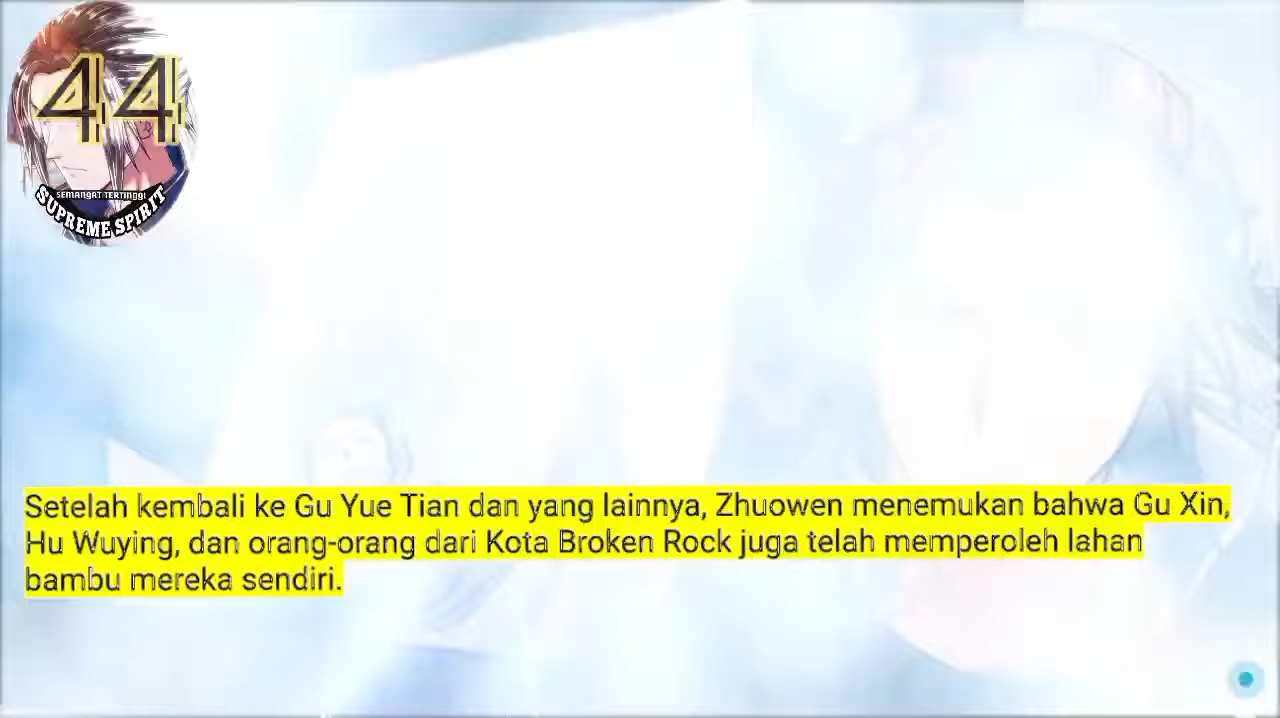 44
SEMANGAT TERTINGGI
SUPREME SPIRIT
Setelah kembali ke Gu Yue Tian dan yang lainnya, Zhuowen menemukan bahwa Gu Xin,
Hu Wuying, dan orang-orang dari Kota Broken Rock juga telah memperoleh lahan
bambu mereka sendiri.